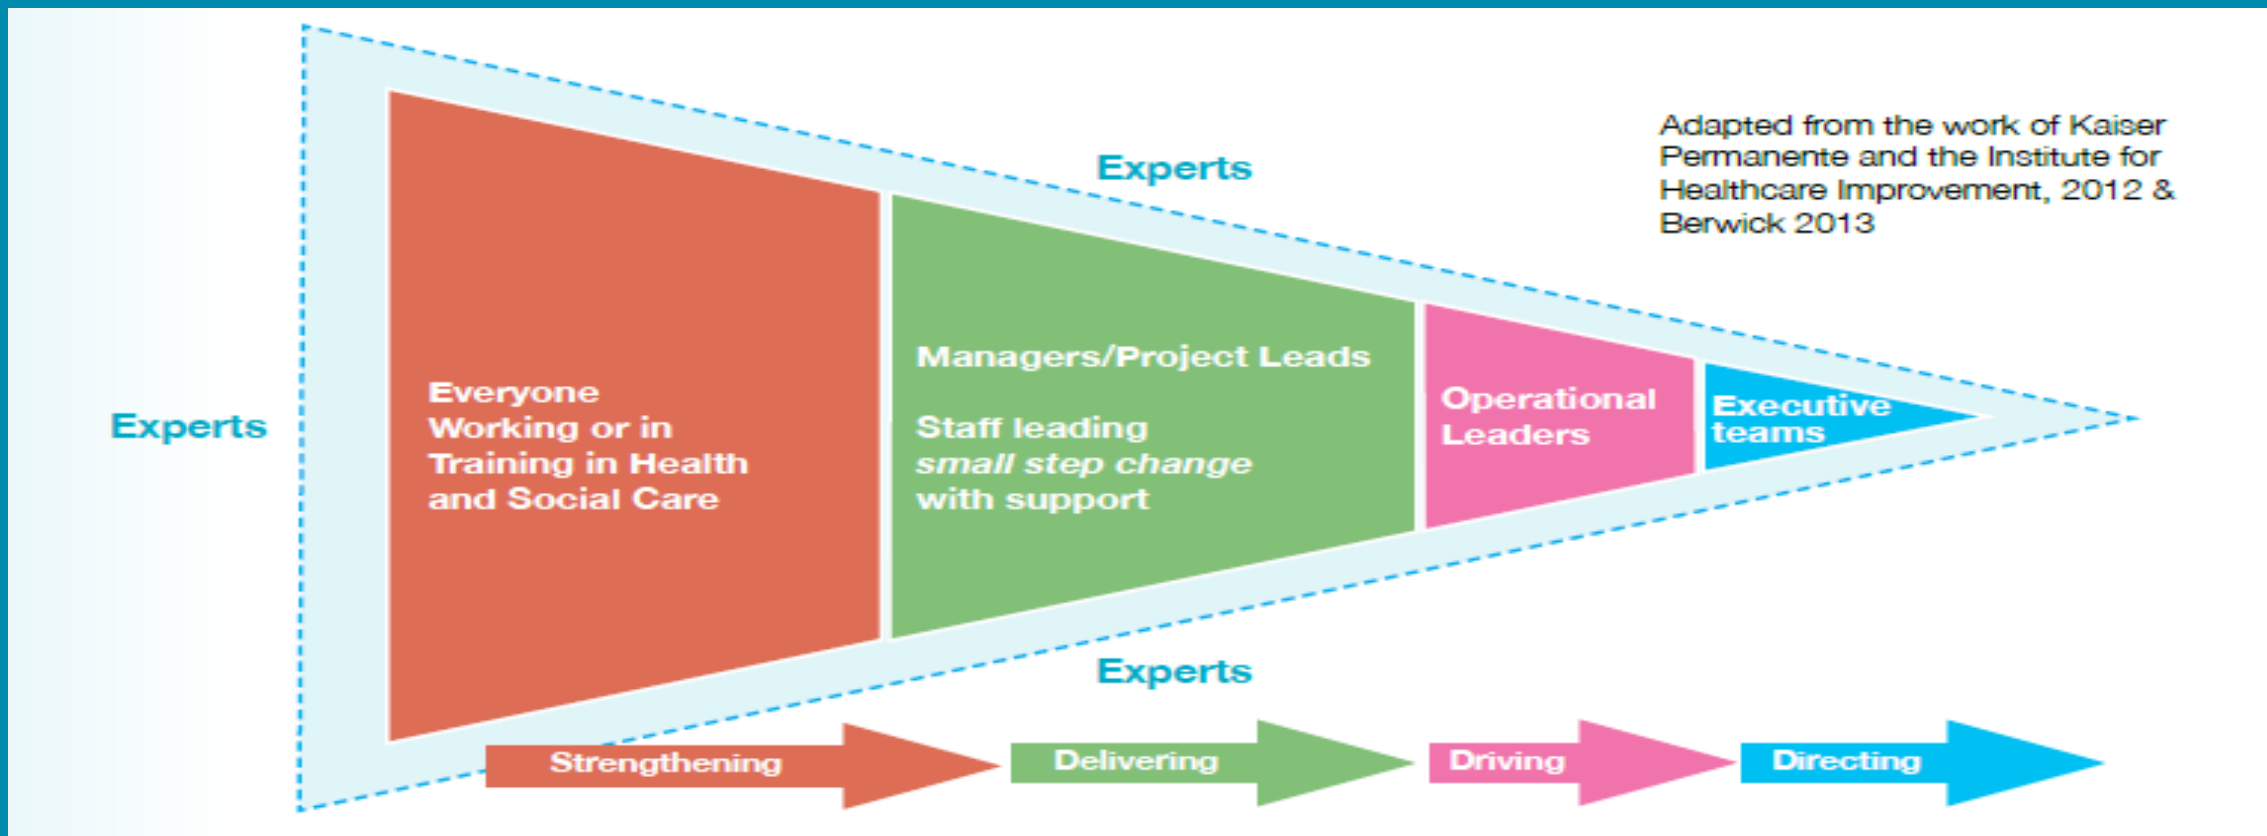 Experts
Adapted from the work of Kaiser
Permanente and the Institute for
Healthcare Improvement, 2012 &
Berwick 2013
Experts
Everyone
Working or in
Training in Health
and Social Care
Managers/Project Leads
Staff leading
small step change
with support
Operational
Leaders
Executive
teams
Experts
Strengthening
Delivering
Driving
Directing